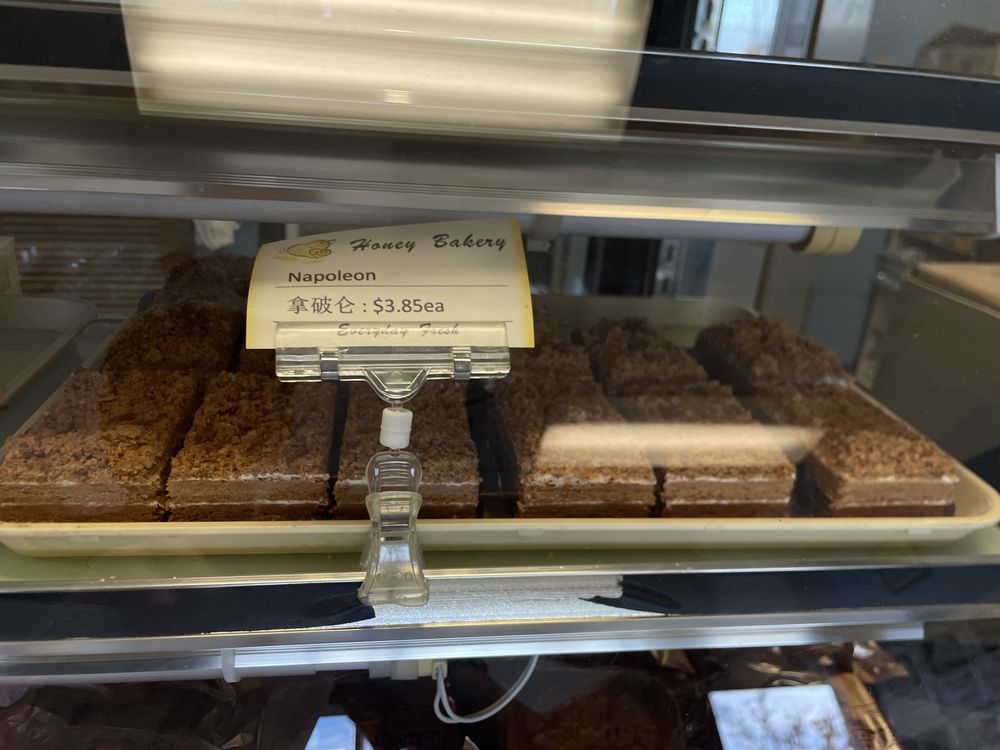 Honey Bakery
Napoleon
拿破仑 : $3.85ea
Everyday Fresh